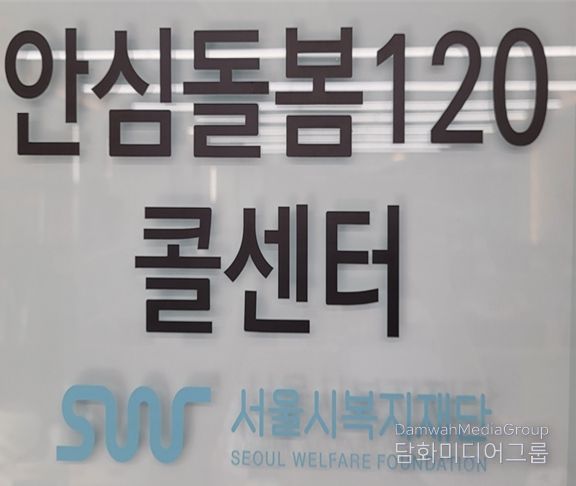 안심돌봄120
콜센터
swf 서울시복지재단
SEOUL WELFARE FOUNDATION
DamwahMediaGroup
담화미디어그룹